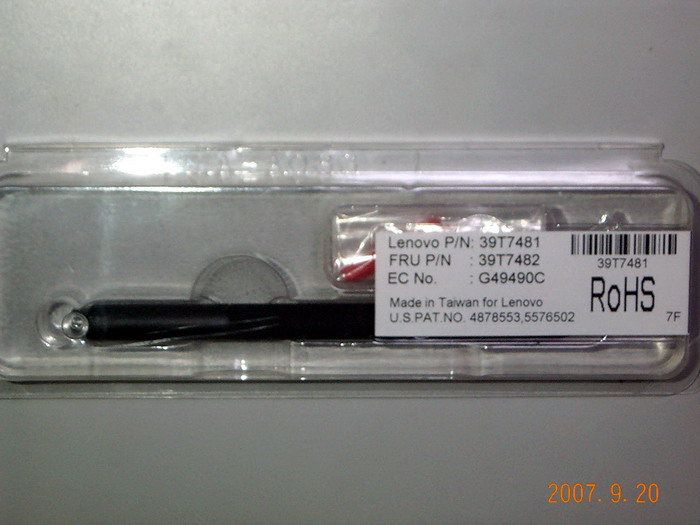 Lenovo P/N: 39T7481
FRU P/N : 39T7482
EC No. : G49490C
Made in Taiwan for Lenovo
U.S.PAT.NO. 4878553,5576502
39T7481
RoHS
7F
2007. 9. 20